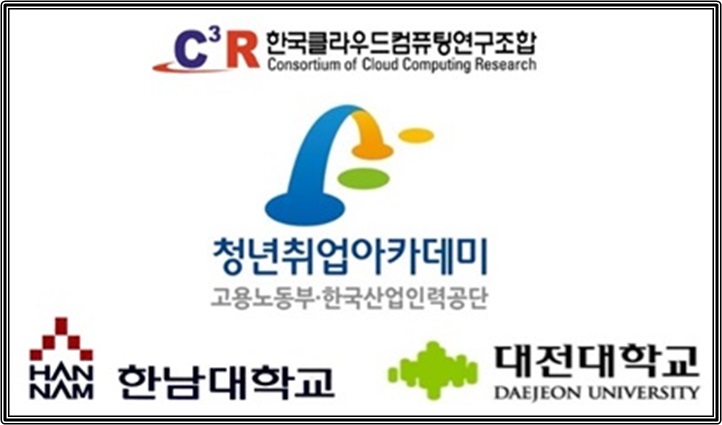 C³R 한국클라우드컴퓨팅연구조합
Consortium of Cloud Computing Research
청년취업아카데미
고용노동부·한국산업인력공단
HAN
NAM 한남대학교
대전대학교
DAEJEON UNIVERSITY